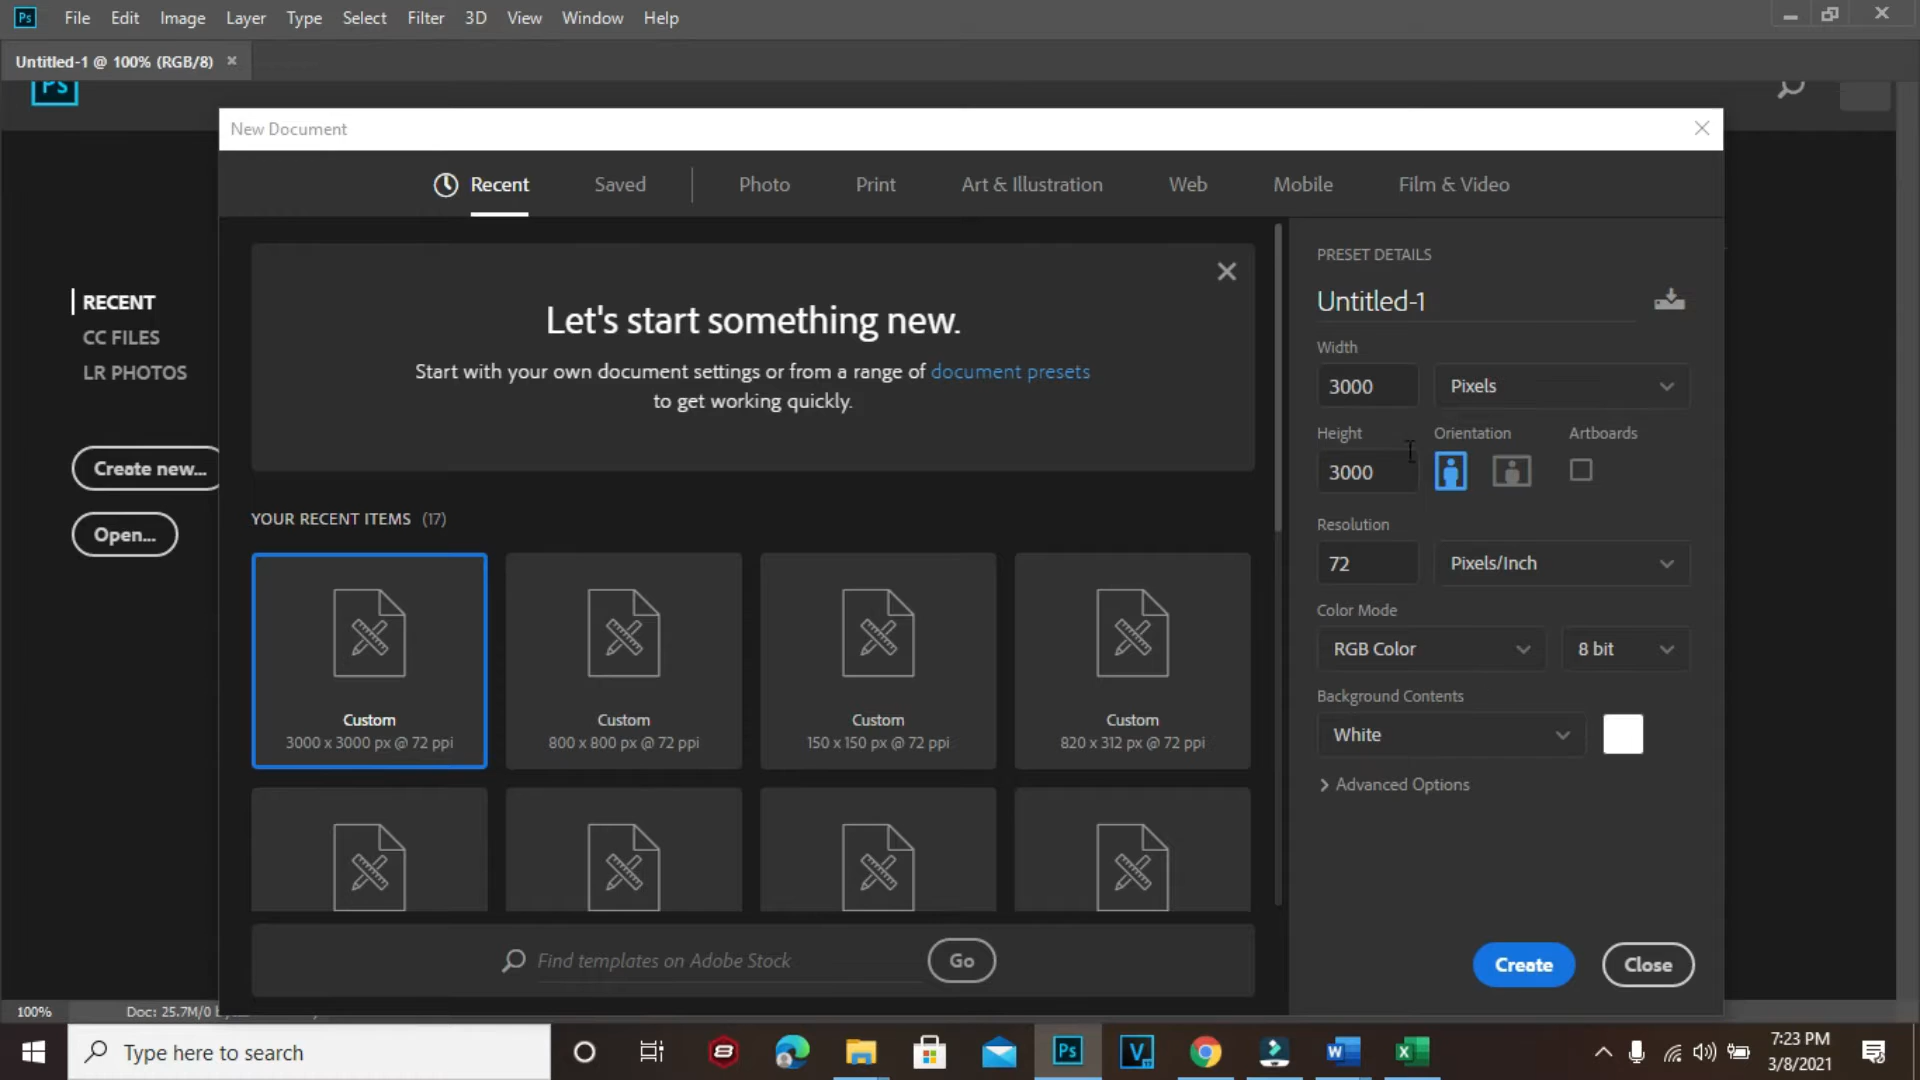 Ps File Edit Image Layer Type Select Filter 3D View Window Help
Untitled-1 @ 100% (RGB/8)
Ps
New Document
Recent Saved Photo Print Art & Illustration Web Mobile Film & Video
RECENT
CC FILES
LR PHOTOS
Create new...
Open...
Let's start something new.
Start with your own document settings or from a range of document presets
to get working quickly.
YOUR RECENT ITEMS (17)
Custom
3000 x 3000 px @ 72 ppi
Custom
800 x 800 px @ 72 ppi
Custom
150 x 150 px @ 72 ppi
Custom
820 x 312 px @ 72 ppi
Find templates on Adobe Stock
Go
PRESET DETAILS
Untitled-1
Width
3000 Pixels
Height Orientation Artboards
3000
Resolution
72 Pixels/Inch
Color Mode
RGB Color 8 bit
Background Contents
White
Advanced Options
Create Close
100% Doc: 25.7M/0
Type here to search
Ps
V
7:23 PM
3/8/2021